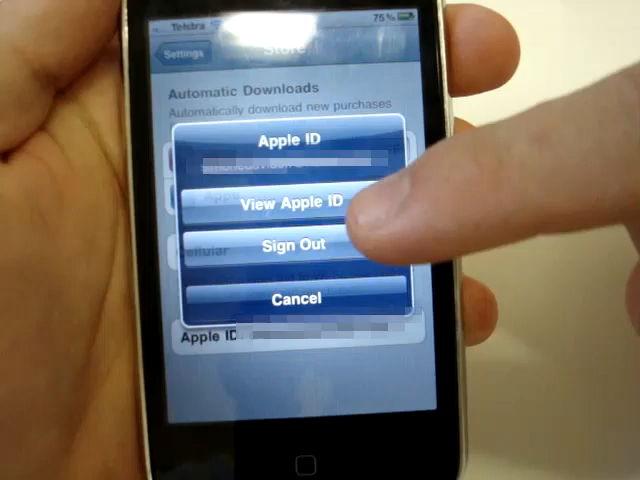 Telstra 75%
Settings Store
Automatic Downloads
Automatically download new purchases
Apple ID
View Apple ID
Sign Out
Cellular
Cancel
Apple ID: